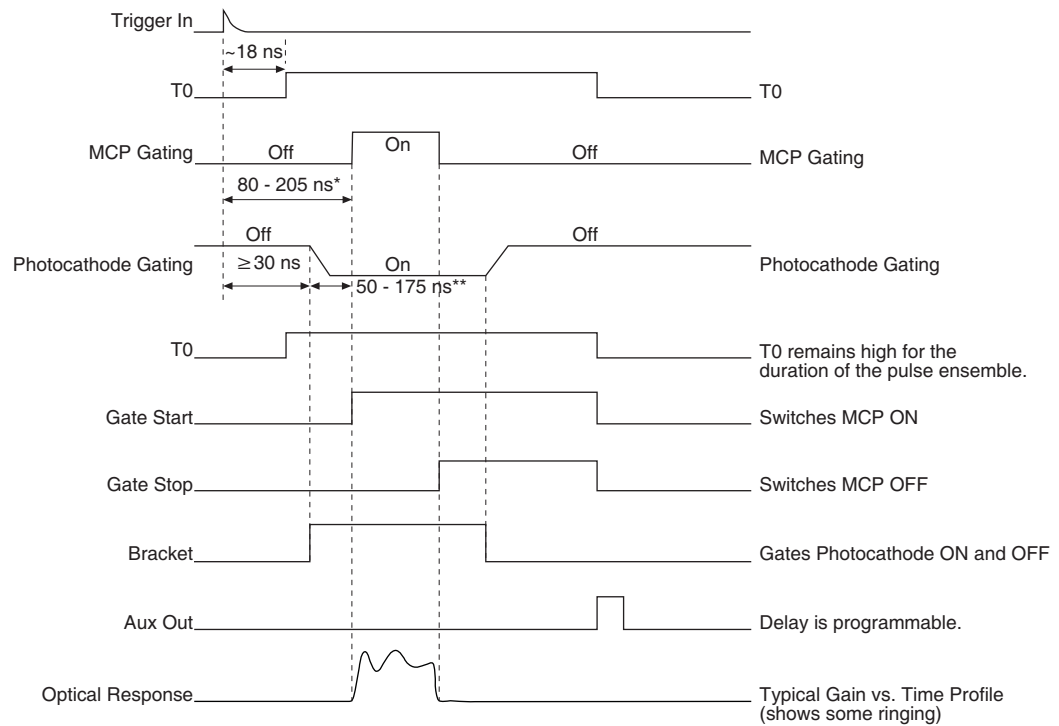 Trigger In
~18 ns
T0
T0
MCP Gating
Off
On
Off
MCP Gating
80 - 205 ns*
Off
Off
Photocathode Gating
≥30 ns
On
Photocathode Gating
50 - 175 ns**
T0
T0 remains high for the
duration of the pulse ensemble.
Gate Start
Switches MCP ON
Gate Stop
Switches MCP OFF
Bracket
Gates Photocathode ON and OFF
Aux Out
Delay is programmable.
Optical Response
Typical Gain vs. Time Profile
(shows some ringing)